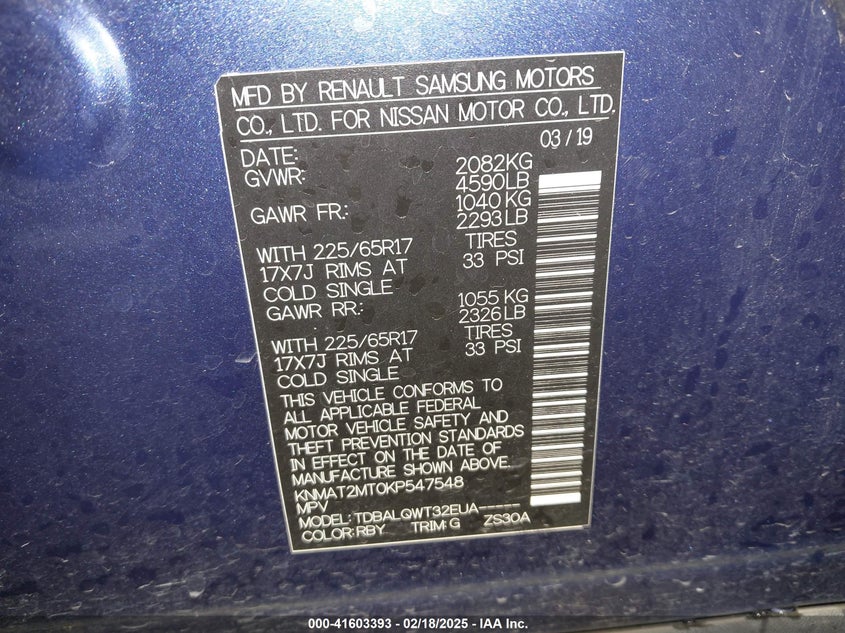 MFD BY RENAULT SAMSUNG MOTORS
CO., LTD. FOR NISSAN MOTOR CO., LTD.
DATE: 03/19
GVWR: 2082KG
4590LB
GAWR FR: 1040KG
2293LB
WITH 225/65R17 TIRES
17X7J RIMS AT 33 PSI
COLD SINGLE
GAWR RR: 1055KG
2326LB
WITH 225/65R17 TIRES
17X7J RIMS AT 33 PSI
COLD SINGLE
THIS VEHICLE CONFORMS TO
ALL APPLICABLE FEDERAL
MOTOR VEHICLE SAFETY AND
THEFT PREVENTION STANDARDS
IN EFFECT ON THE DATE OF
MANUFACTURE SHOWN ABOVE.
KNMAT2MT0KP547548
MPV
MODEL: TDBALQWT32EUA-----
COLOR: RBY TRIM: G ZS30A
000-41603393 - 02/18/2025 - IAA Inc.